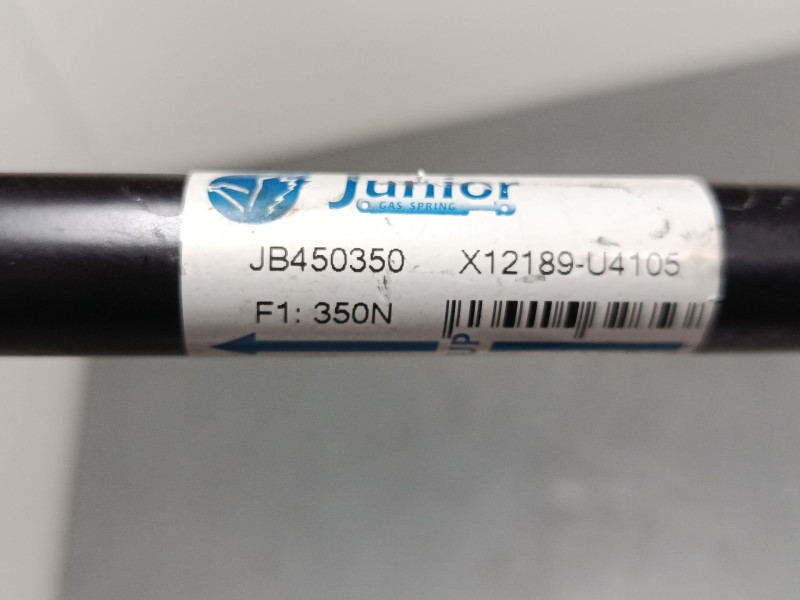 Junior
GAS SPRING
JB450350 X12189-U4105
F1: 350N
UP